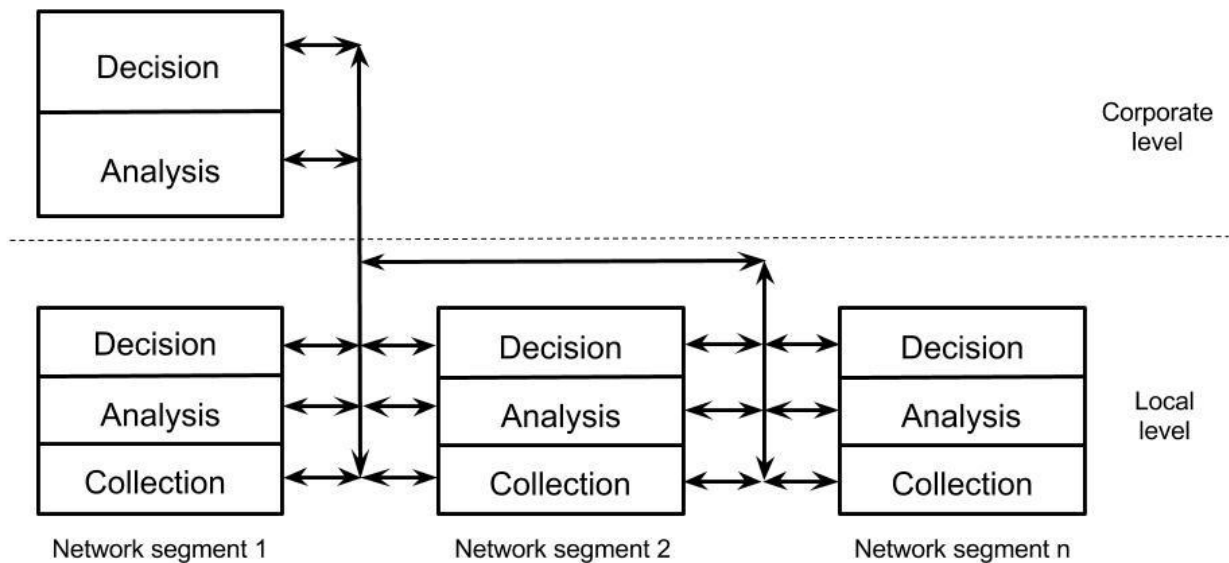 Decision
Analysis
Corporate
level
Decision
Analysis
Collection
Decision
Analysis
Collection
Decision
Analysis
Collection
Local
level
Network segment 1
Network segment 2
Network segment n